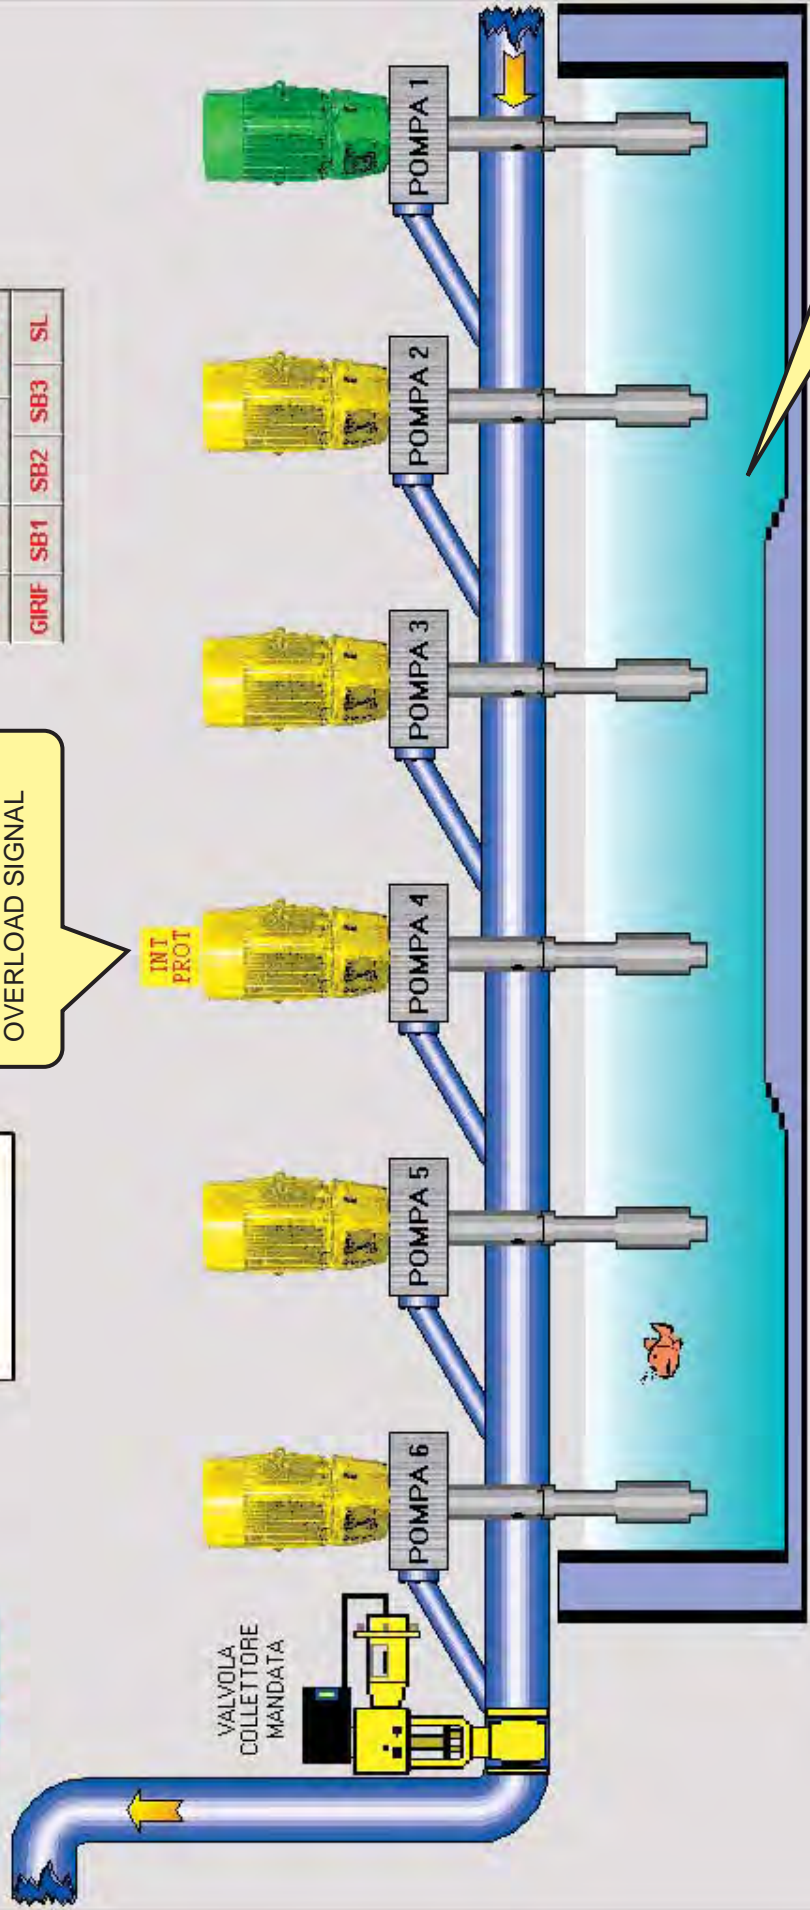 GIRIF SB1 SB2 SB3 SL
OVERLOAD SIGNAL
INT
PROT
VALVOLA
COLLETTORE
MANDATA
POMPA 6
POMPA 5
POMPA 4
POMPA 3
POMPA 2
POMPA 1